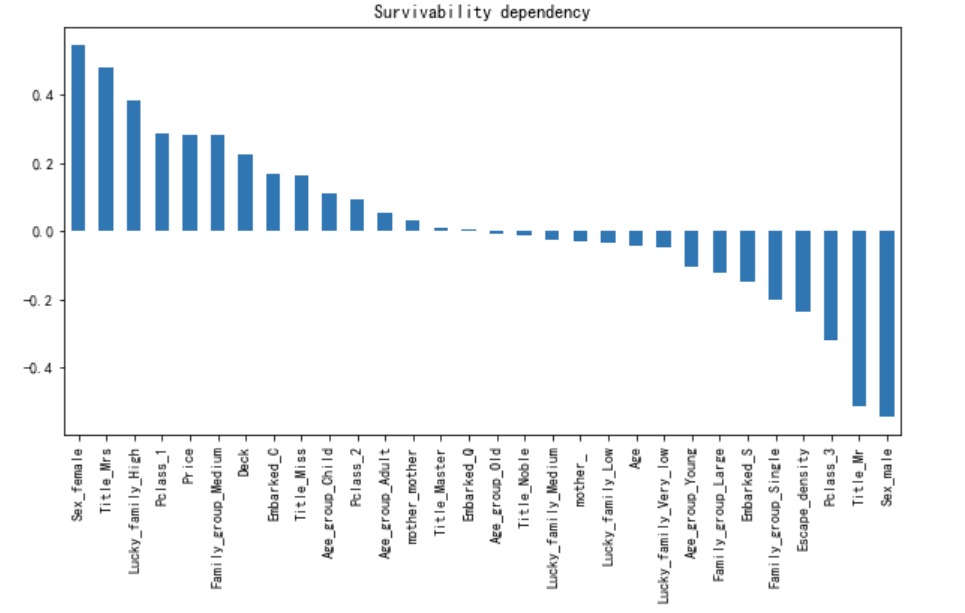 Survivability dependency
0.4
0.2
0.0
-0.2
-0.4
Sex_female
Title_Mrs
Lucky_family_High
Pclass_1
Price
Family_group_Medium
Deck
Embarked_C
Title_Miss
Age_group_Child
Pclass_2
Age_group_Adult
mother_mother
Title_Master
Embarked_Q
Age_group_Old
Title_Noble
Lucky_family_Medium
mother_
Lucky_family_Low
Age
Lucky_family_Very_low
Age_group_Young
Family_group_Large
Embarked_S
Family_group_Single
Escape_density
Pclass_3
Title_Mr
Sex_male